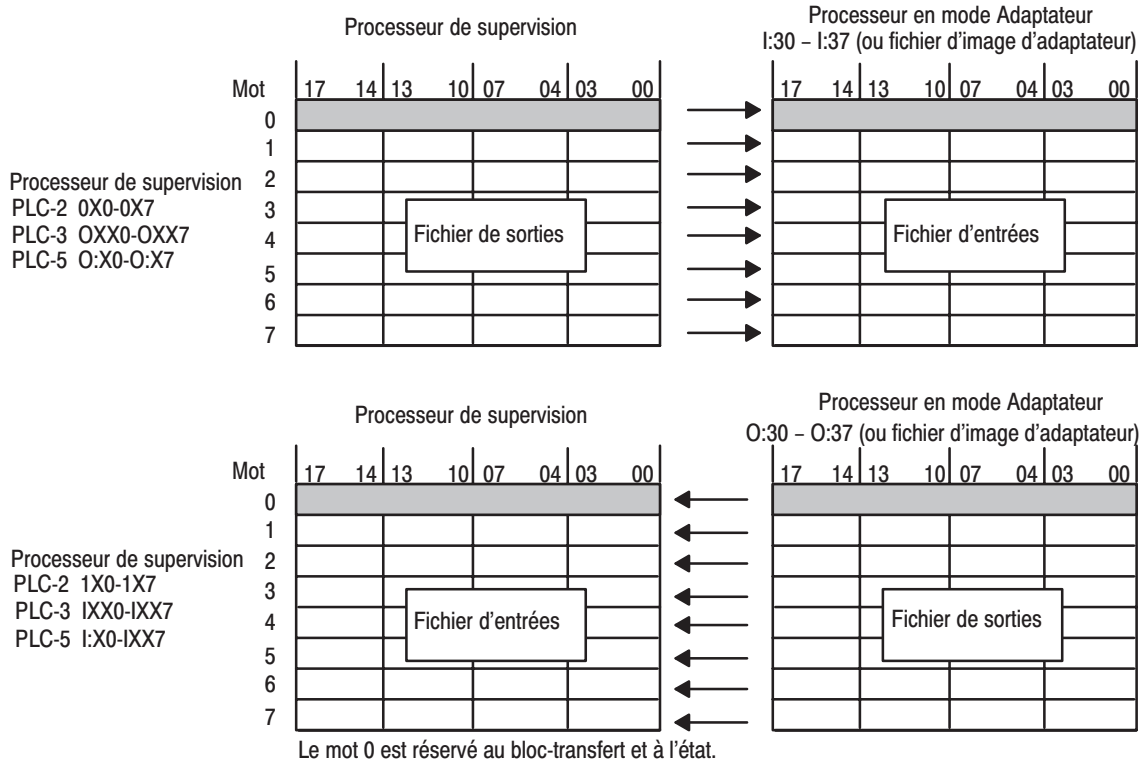 Processeur de supervision
Processeur en mode Adaptateur
I:30 – I:37 (ou fichier d'image d'adaptateur)
Mot 17 14 13 10 07 04 03 00 17 14 13 10 07 04 03 00
0
1
2
3
4
5
6
7
Processeur de supervision
PLC-2 0X0-0X7
PLC-3 OXX0-OXX7
PLC-5 O:X0-O:X7
Fichier de sorties
Fichier d'entrées
Processeur de supervision
Processeur en mode Adaptateur
O:30 – O:37 (ou fichier d'image d'adaptateur)
Mot 17 14 13 10 07 04 03 00 17 14 13 10 07 04 03 00
0
1
2
3
4
5
6
7
Processeur de supervision
PLC-2 1X0-1X7
PLC-3 IXX0-IXX7
PLC-5 I:X0-IXX7
Fichier d'entrées
Fichier de sorties
Le mot 0 est réservé au bloc-transfert et à l'état.